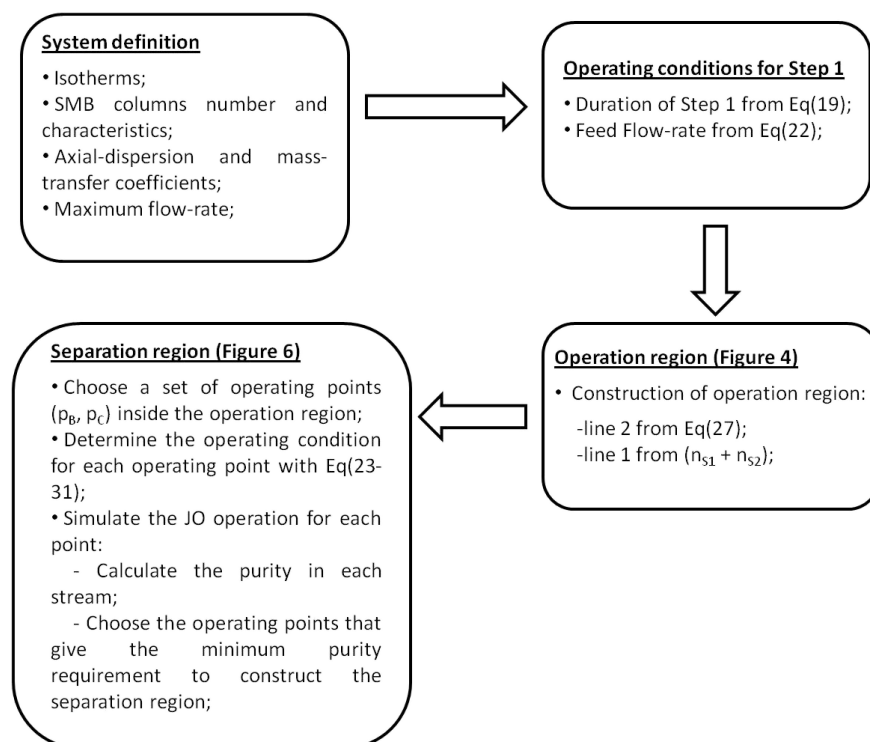 System definition
• Isotherms;
• SMB columns number and
characteristics;
• Axial-dispersion and mass-
transfer coefficients;
• Maximum flow-rate;
Operating conditions for Step 1
• Duration of Step 1 from Eq(19);
• Feed Flow-rate from Eq(22);
Operation region (Figure 4)
• Construction of operation region:
-line 2 from Eq(27);
-line 1 from (nS1 + nS2);
Separation region (Figure 6)
• Choose a set of operating points
(pB, pC) inside the operation region;
• Determine the operating condition
for each operating point with Eq(23-
31);
• Simulate the JO operation for each
point:
- Calculate the purity in each
stream;
- Choose the operating points that
give the minimum purity
requirement to construct the
separation region;